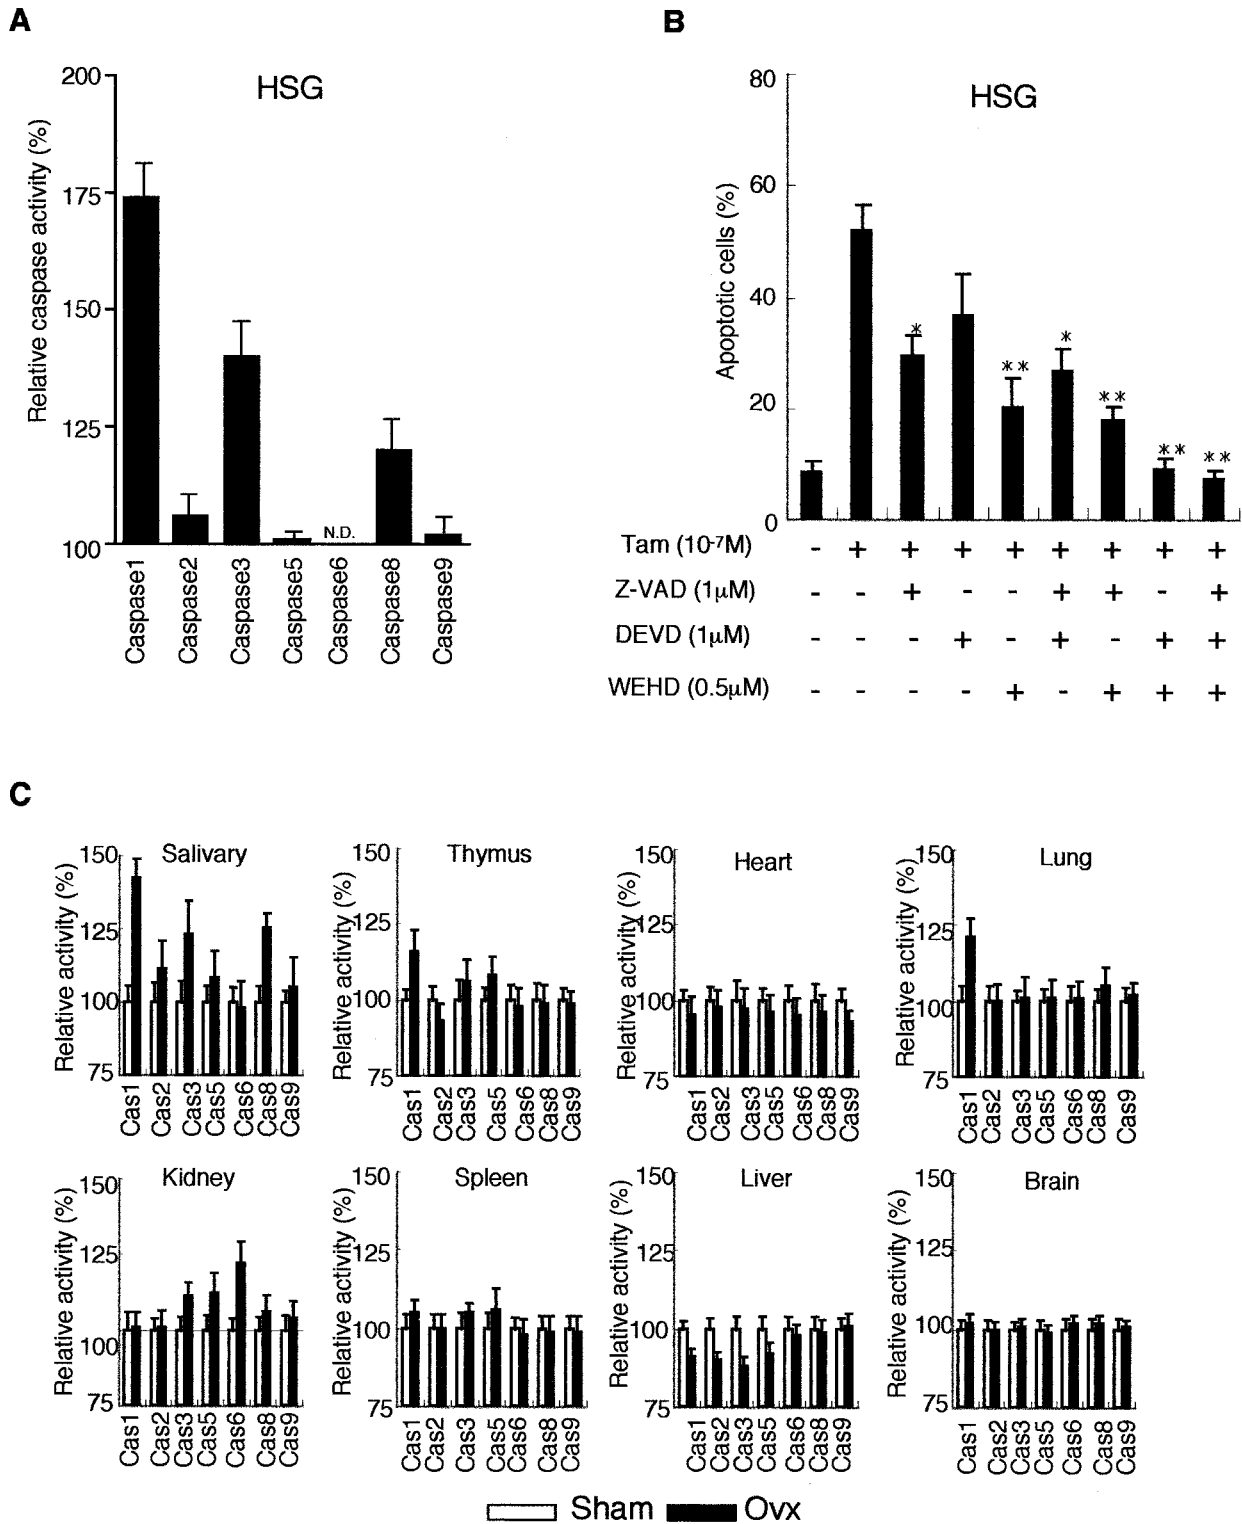 A
HSG
Relative caspase activity (%)
200
175
150
125
100
N.D.
Caspase1
Caspase2
Caspase3
Caspase5
Caspase6
Caspase8
Caspase9
B
HSG
Apoptotic cells (%)
80
60
40
20
0
*
**
*
**
**
**
Tam (10-7M) - + + + + + + + +
Z-VAD (1μM) - - + - - + + - +
DEVD (1μM) - - - + - + - + +
WEHD (0.5μM) - - - - + - + + +
C
Salivary
Relative activity (%)
150
125
100
75
Cas1 Cas2 Cas3 Cas5 Cas6 Cas8 Cas9
Thymus
Relative activity (%)
150
125
100
75
Cas1 Cas2 Cas3 Cas5 Cas6 Cas8 Cas9
Heart
Relative activity (%)
150
125
100
75
Cas1 Cas2 Cas3 Cas5 Cas6 Cas8 Cas9
Lung
Relative activity (%)
150
125
100
75
Cas1 Cas2 Cas3 Cas5 Cas6 Cas8 Cas9
Kidney
Relative activity (%)
150
125
100
75
Cas1 Cas2 Cas3 Cas5 Cas6 Cas8 Cas9
Spleen
Relative activity (%)
150
125
100
75
Cas1 Cas2 Cas3 Cas5 Cas6 Cas8 Cas9
Liver
Relative activity (%)
150
125
100
75
Cas1 Cas2 Cas3 Cas5 Cas6 Cas8 Cas9
Brain
Relative activity (%)
150
125
100
75
Cas1 Cas2 Cas3 Cas5 Cas6 Cas8 Cas9
Sham Ovx